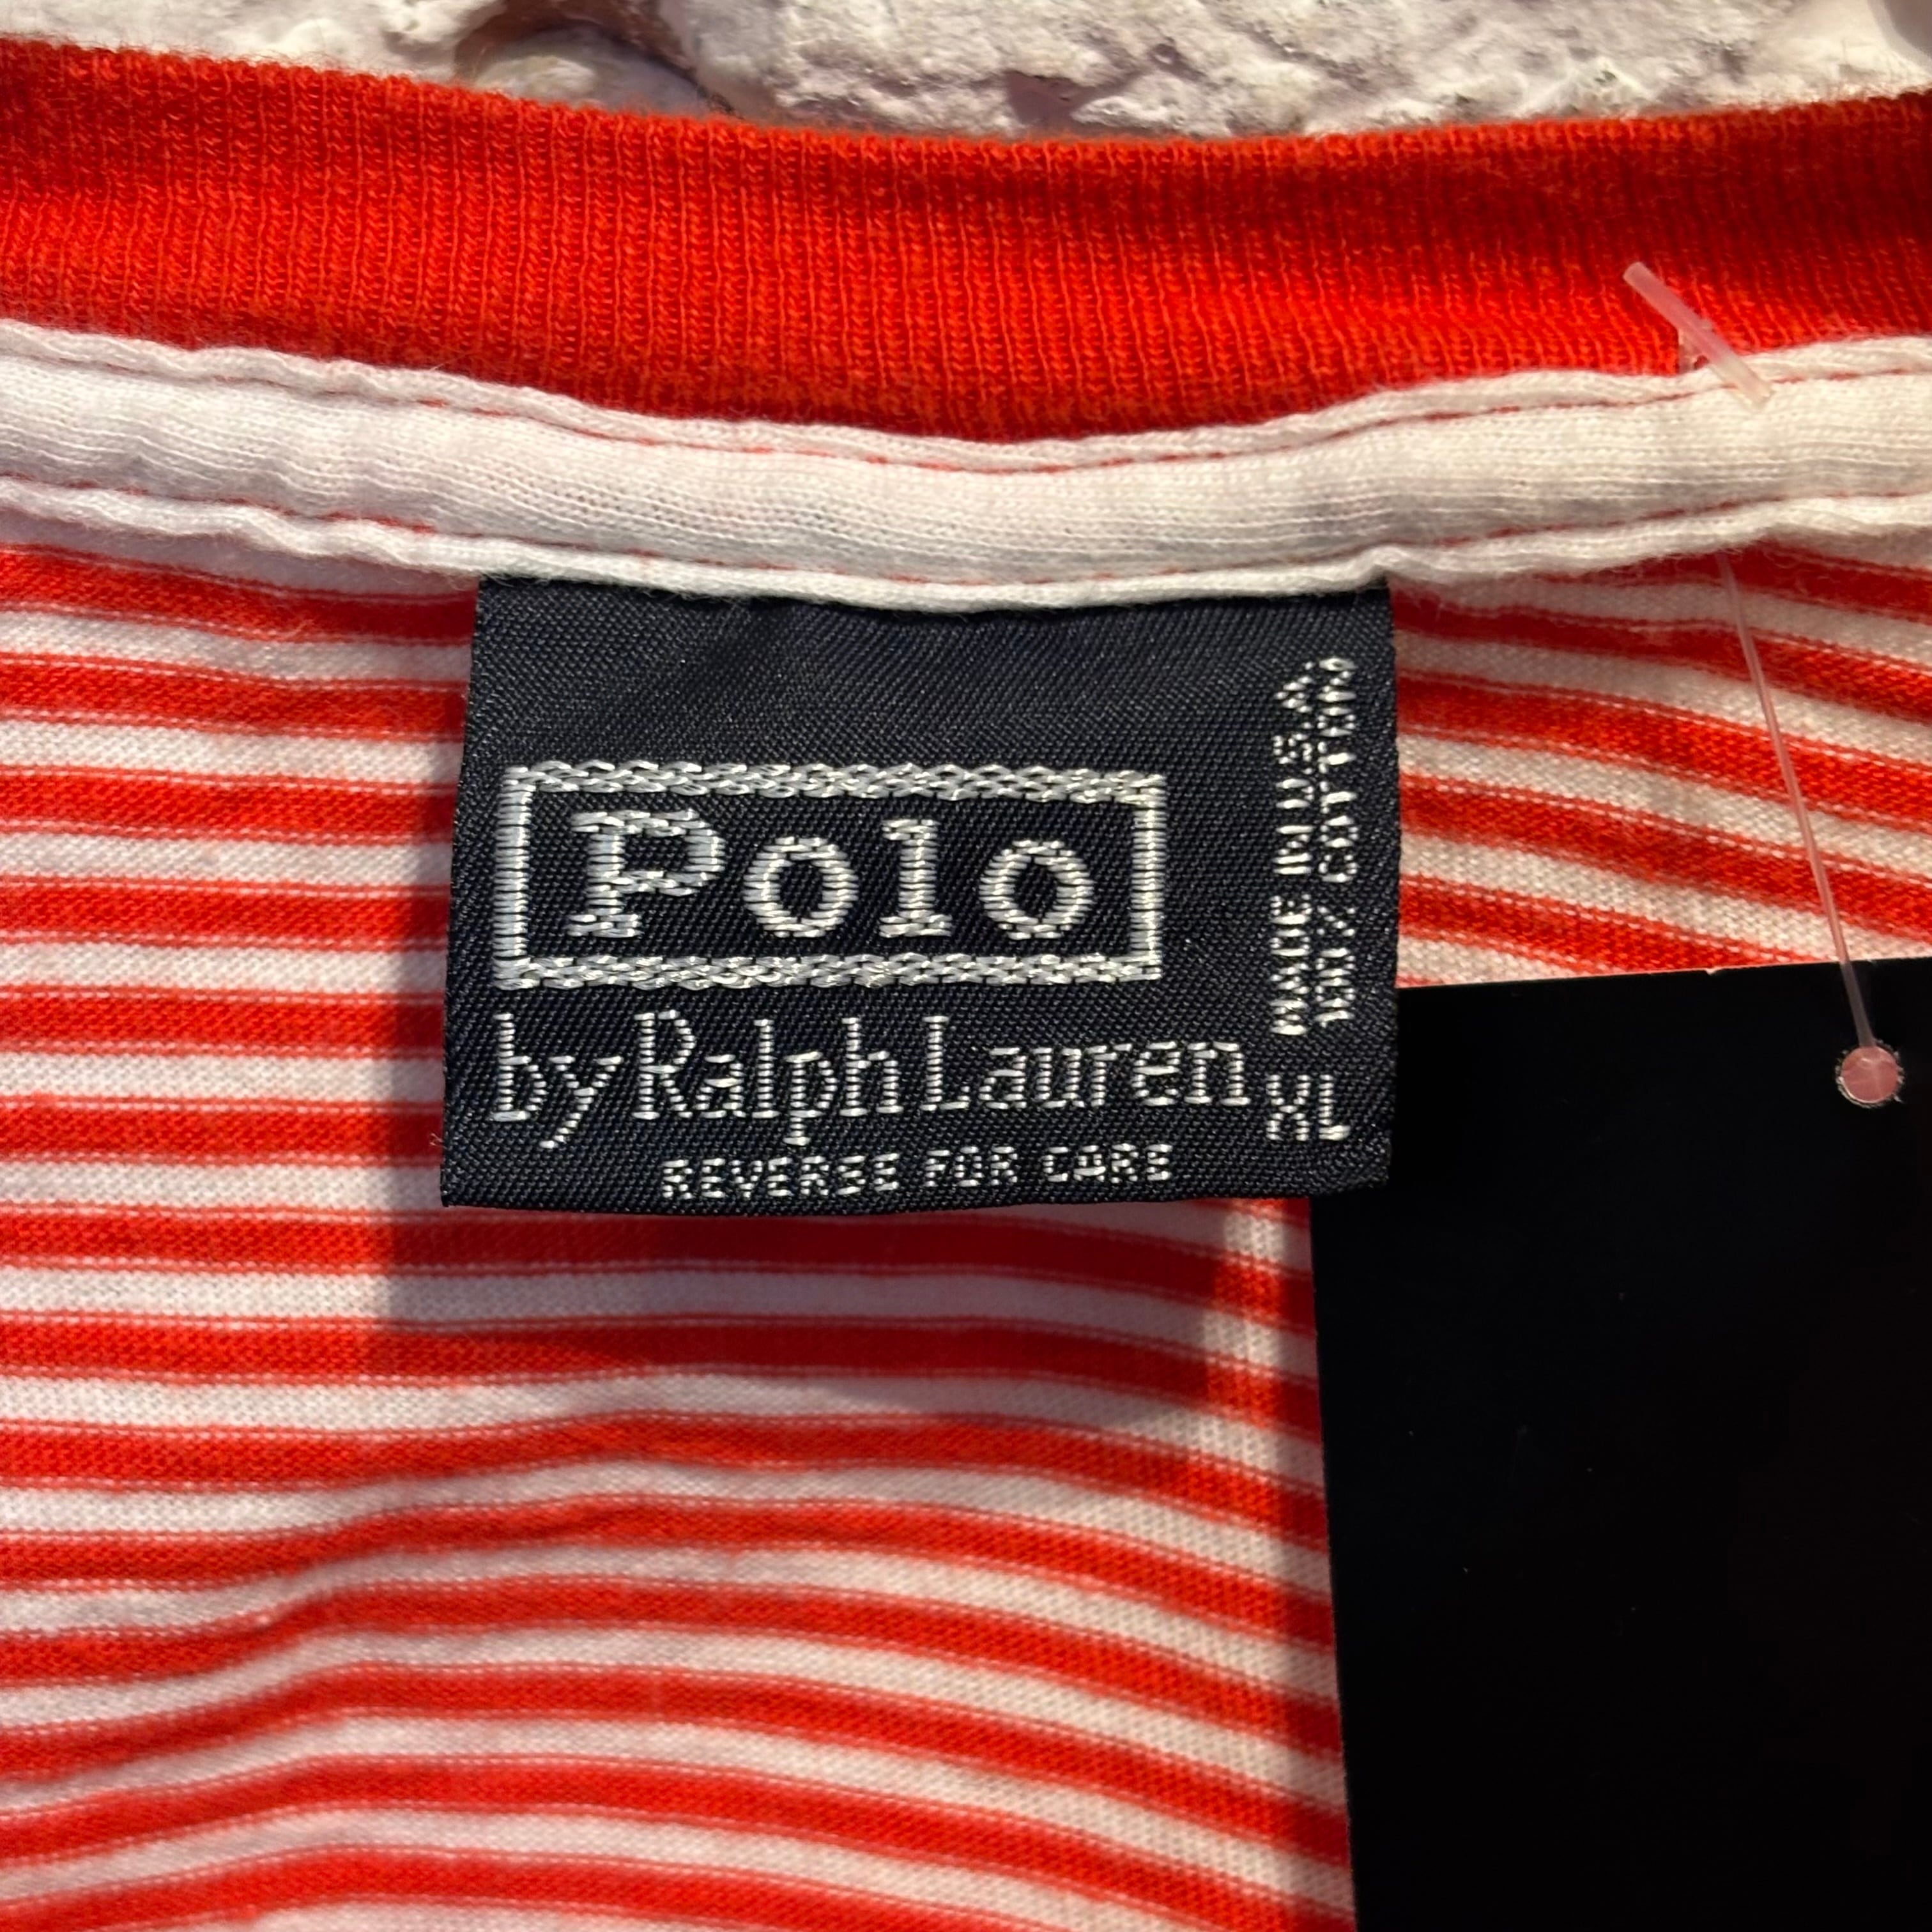 Polo
by Ralph Lauren
REVERSE FOR CARE
MADE IN U.S.A.
100% COTTON
XL